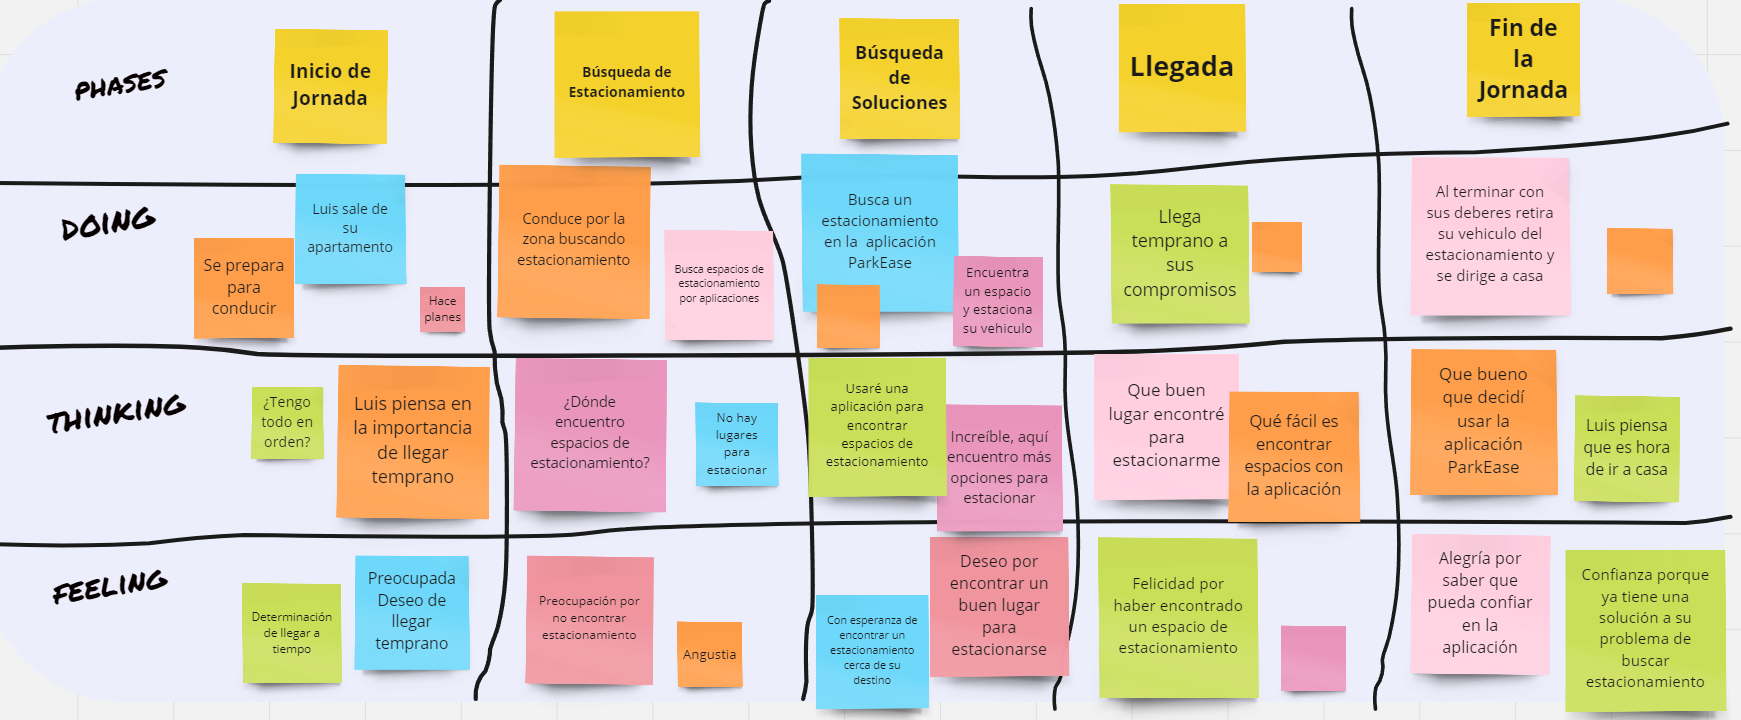 PHASES
Inicio de
Jornada
Búsqueda de
Estacionamiento
Búsqueda
de
Soluciones
Llegada
Fin de
la
Jornada
DOING
Se prepara
para
conducir
Luis sale de
su
apartamento
Hace
planes
Conduce por la
zona buscando
estacionamiento
Busca espacios de
estacionamiento
por aplicaciones
Busca un
estacionamiento
en la aplicación
ParkEase
Encuentra
un espacio
y estaciona
su vehiculo
Llega
temprano a
sus
compromisos
Al terminar con
sus deberes retira
su vehiculo del
estacionamiento y
se dirige a casa
THINKING
¿Tengo
todo en
orden?
Luis piensa en
la importancia
de llegar
temprano
¿Dónde
encuentro
espacios de
estacionamiento?
No hay
lugares
para
estacionar
Usaré una
aplicación para
encontrar
espacios de
estacionamiento
Increíble, aquí
encuentro más
opciones para
estacionar
Que buen
lugar encontré
para
estacionarme
Qué fácil es
encontrar
espacios con
la aplicación
Que bueno
que decidí
usar la
aplicación
ParkEase
Luis piensa
que es hora
de ir a casa
FEELING
Determinación
de llegar a
tiempo
Preocupada
Deseo de
llegar
temprano
Preocupación por
no encontrar
estacionamiento
Angustia
Con esperanza de
encontrar un
estacionamiento
cerca de su
destino
Deseo por
encontrar un
buen lugar
para
estacionarse
Felicidad por
haber encontrado
un espacio de
estacionamiento
Alegría por
saber que
pueda confiar
en la
aplicación
Confianza porque
ya tiene una
solución a su
problema de
buscar
estacionamiento